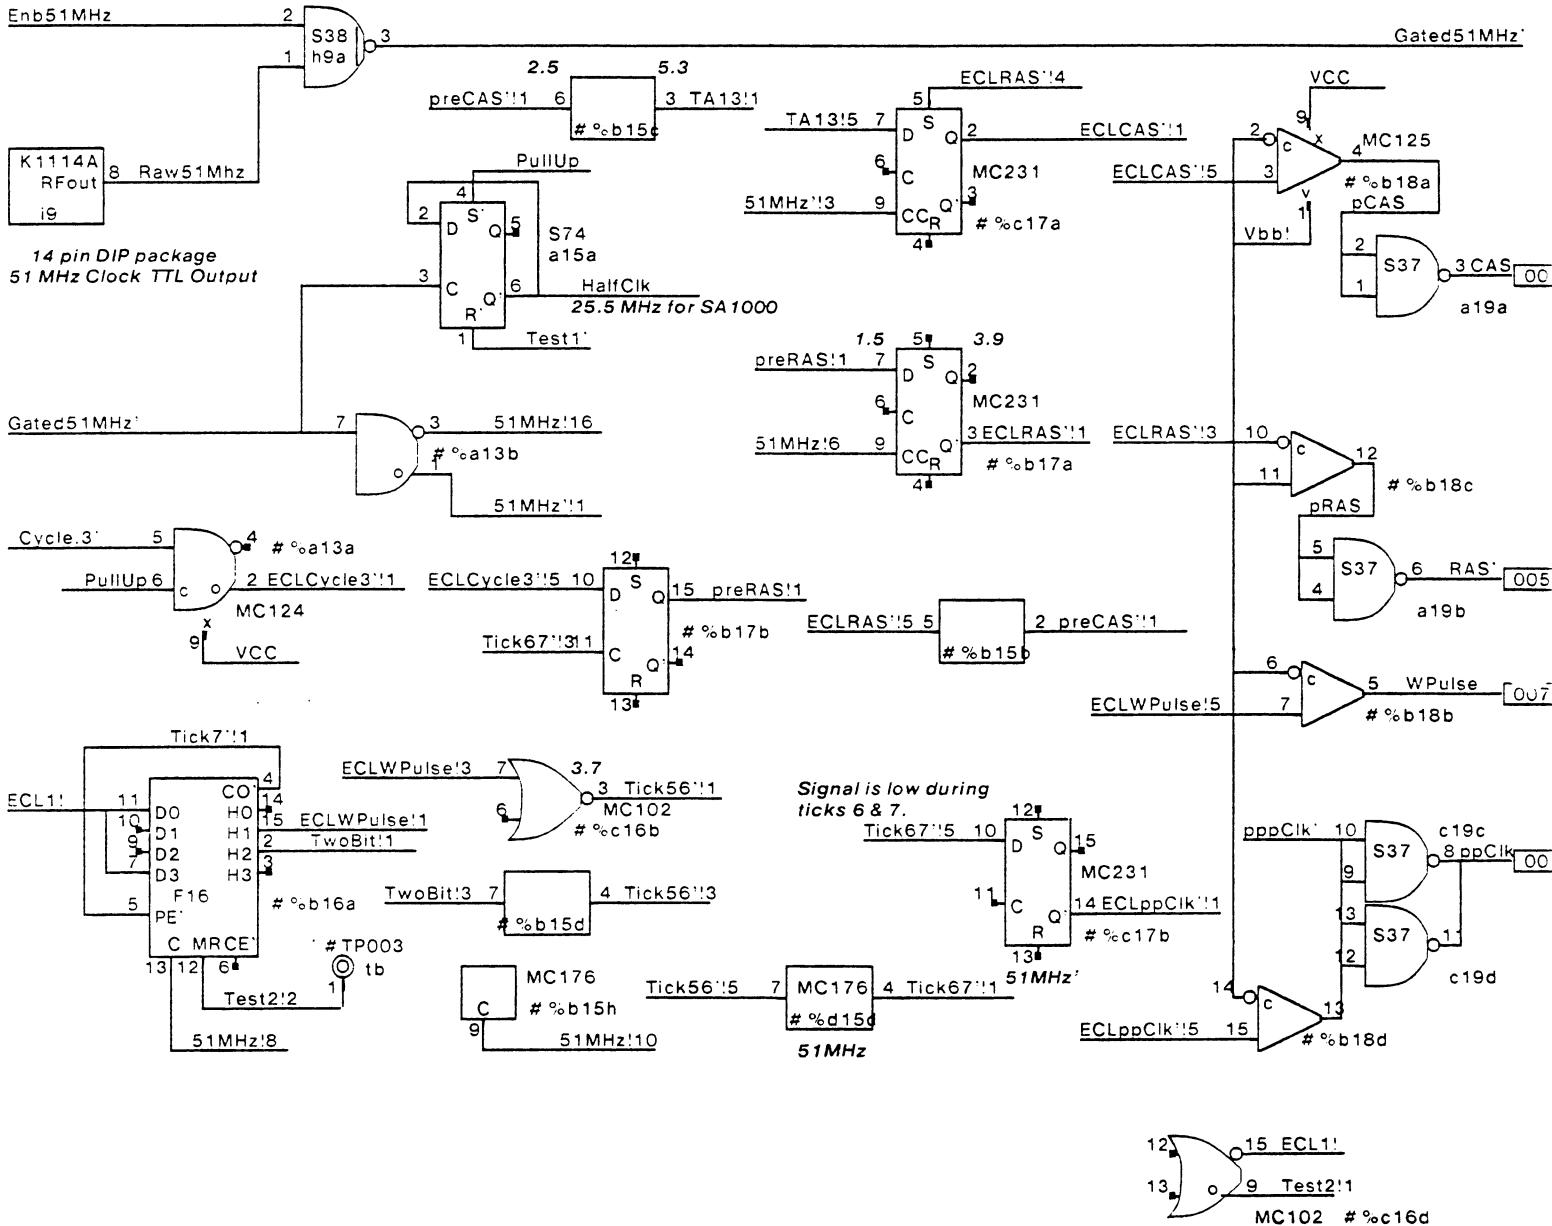 Enb51MHz 2
S38
h9a
3
1
Gated51MHz'
K1114A
RFout
i9
8 Raw51Mhz
14 pin DIP package
51 MHz Clock TTL Output
2.5 5.3
preCAS'!1 6
3 TA13!1
# %b15c
PullUp
4
2
S'
D
Q
5
S74
a15a
3
C
Q'
6
HalfClk
25.5 MHz for SA1000
R'
1
Test1'
ECLRAS'!4
5
TA13!5 7
S
D
Q
2
ECLCAS'!1
6
C
MC231
3
Q'
51MHz'!3 9
CC
R
# %c17a
4
VCC
9
x
2
c
4
MC125
ECLCAS'!5 3
# %b18a
pCAS
v
1
Vbb!
2
S37
1
3 CAS'
00
a19a
1.5 5 3.9
preRAS!1 7
S
D
Q
2
6
C
MC231
51MHz!6 9
Q'
3 ECLRAS'!1
CC
R
# %b17a
4
Gated51MHz' 7
3 51MHz!16
# %a13b
1
51MHz'!1
ECLRAS'!3 10
c
12
11
# %b18c
pRAS
5
S37
4
6 RAS'
005
a19b
Cycle.3' 5
4
# %a13a
PullUp 6
c
2 ECLCycle3'!1
MC124
x
9
VCC
12
ECLCycle3'!5 10
S
D
Q
15 preRAS!1
# %b17b
Tick67'!3 11
C
Q'
14
R
13
ECLRAS'!5 5
2 preCAS'!1
# %b15b
6
c
5 WPulse
007
ECLWPulse!5 7
# %b18b
Tick7'!1
ECL1!
4
CO'
11 D0
14 H0
10 D1
15 H1 ECLWPulse!1
9 D2
2 H2 TwoBit!1
7 D3
3 H3
F16
# %b16a
5 PE'
C MR CE'
13 12 6
# TP003
tb
1
Test2!2
51MHz!8
ECLWPulse!3 7
3.7
3 Tick56'!1
6
MC102
# %c16b
TwoBit!3 7
4 Tick56'!3
# %b15d
MC176
C
# %b15h
9
51MHz!10
Tick56'!5 7
MC176
4 Tick67'!1
# %d15d
51MHz
Signal is low during
ticks 6 & 7.
12
Tick67'!5 10
S
D
Q
15
MC231
11
C
Q'
14 ECLppClk'!1
R
# %c17b
13
51MHz'
pppClk' 10
c19c
S37
8 ppClk
00
9
13
S37
11
12
c19d
14
c
13
ECLppClk'!5 15
# %b18d
12
15 ECL1!
13
9 Test2!1
MC102 # %c16d